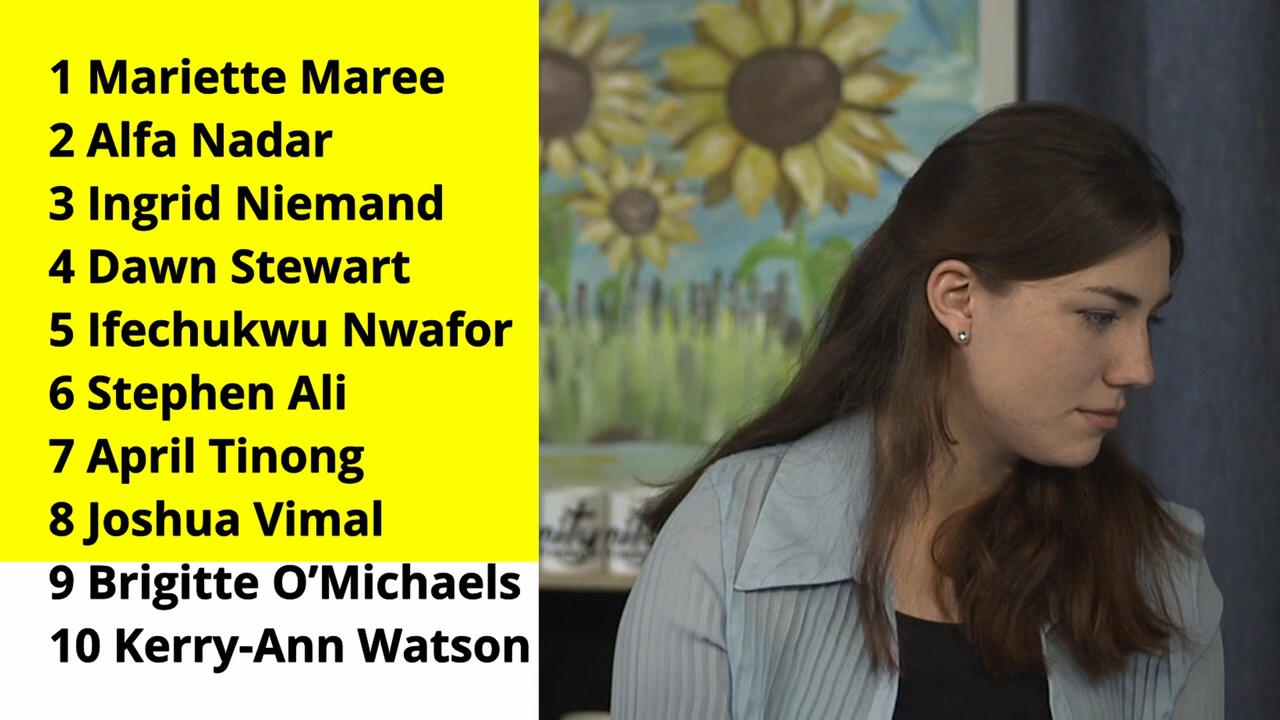 1 Mariette Maree
2 Alfa Nadar
3 Ingrid Niemand
4 Dawn Stewart
5 Ifechukwu Nwafor
6 Stephen Ali
7 April Tinong
8 Joshua Vimal
9 Brigitte O’Michaels
10 Kerry-Ann Watson